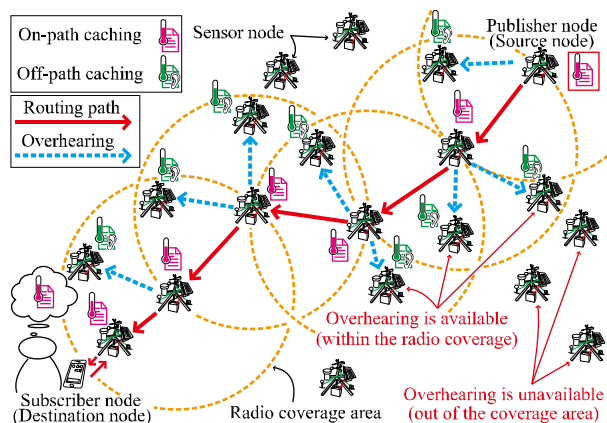 On-path caching
Off-path caching
Routing path
Overhearing
Sensor node
Publisher node
(Source node)
Overhearing is available
(within the radio coverage)
Overhearing is unavailable
(out of the coverage area)
Subscriber node
(Destination node)
Radio coverage area